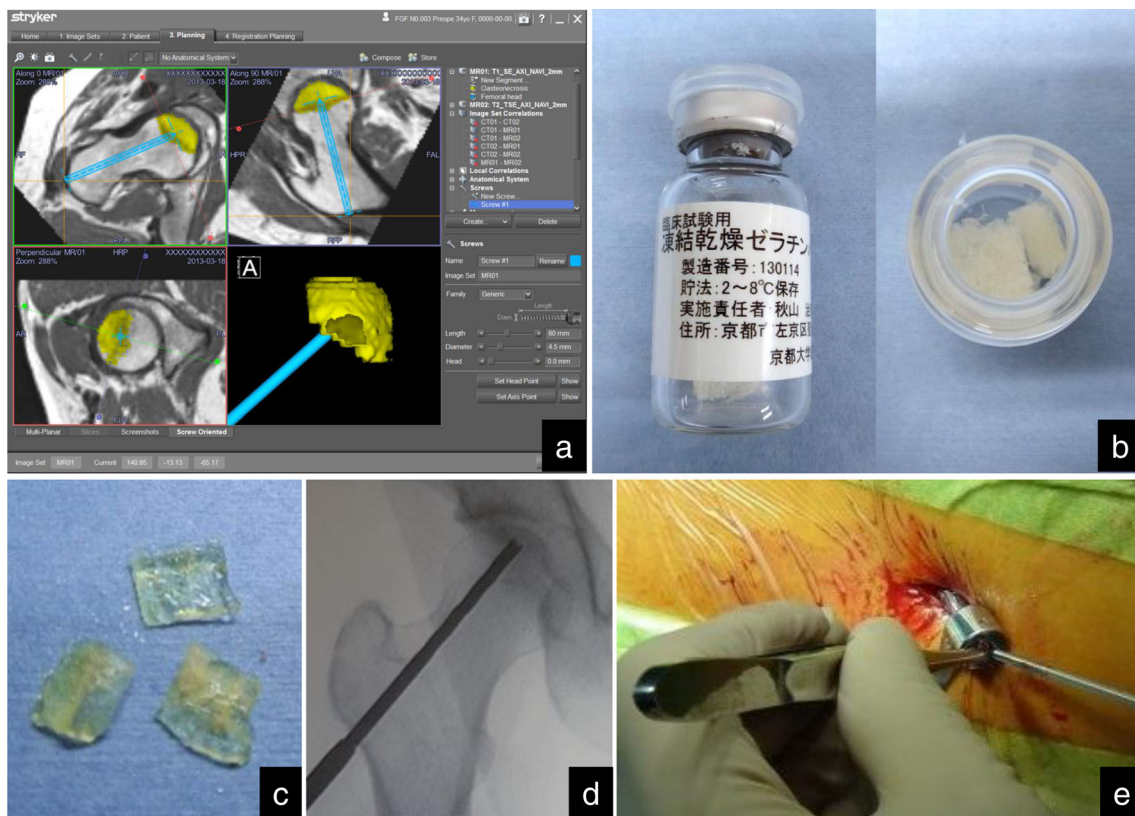 stryker
FGF N0.003 Preope 34yo F, 0000-00-00
?
Home
1. Image Sets
2. Patient
3. Planning
4. Registration Planning
No Anatomical System
Compose
Store
Along 0 MR/01
Zoom: 288%
XXXXXXXXXXXX
2013-03-18
Along 90 MR/01
Zoom: 288%
2013-03-18
HPR
FAL
RFP
Perpendicular MR/01
Zoom: 288%
HRP
XXXXXXXXXXXX
2013-03-18
A
MR01: T1_SE_AXI_NAVI_2mm
New Segment...
Oasteonecrosis
Femoral head
MR02: T2_TSE_AXI_NAVI_2mm
Image Set Correlations
CT01 - CT02
CT01 - MR01
CT01 - MR02
CT02 - MR01
CT02 - MR02
MR01 - MR02
Local Correlations
Anatomical System
Screws
New Screw...
Screw #1
Create...
Delete
Screws
Name
Screw #1
Rename
Image Set
MR01
Family
Generic
Length
Diam
Length
80 mm
Diameter
4.5 mm
Head
0.0 mm
Set Head Point
Show
Set Axis Point
Show
Multi-Planar
Slices
Screenshots
Screw Oriented
Image Set
MR01
Current
140.85
-13.13
-65.17
a
臨床試験用
凍結乾燥ゼラチン
製造番号:130114
貯法:2～8℃保存
実施責任者:秋山
住所:京都市左京区
京都大学
b
c
d
e